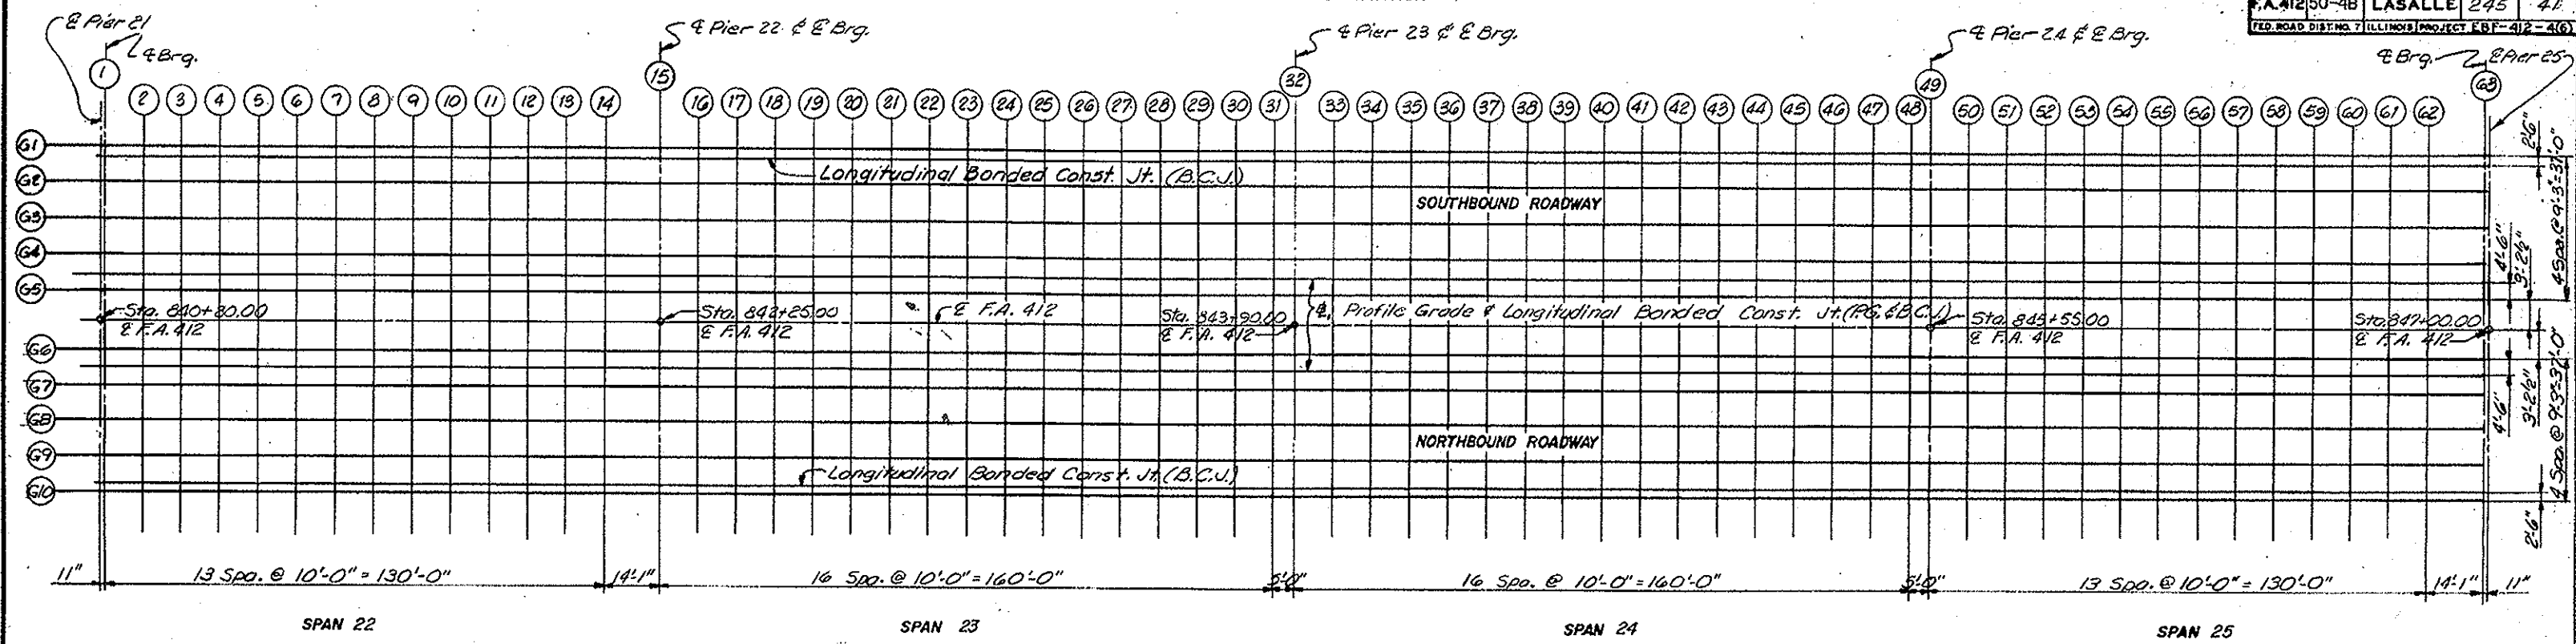 F.A.412 50-4B LASALLE 245 41
FED. ROAD DIST. NO. 7 ILLINOIS PROJECT EBF-412-4(6)
℄ Pier 21
℄ Brg.
℄ Pier 22 & ℄ Brg.
℄ Pier 23 & ℄ Brg.
℄ Pier 24 & ℄ Brg.
℄ Brg.
℄ Pier 25
1 2 3 4 5 6 7 8 9 10 11 12 13 14 15 16 17 18 19 20 21 22 23 24 25 26 27 28 29 30 31 32 33 34 35 36 37 38 39 40 41 42 43 44 45 46 47 48 49 50 51 52 53 54 55 56 57 58 59 60 61 62 63
G1
G2
G3
G4
G5
G6
G7
G8
G9
G10
Longitudinal Bonded Const. Jt. (B.C.J.)
SOUTHBOUND ROADWAY
Sta. 840+80.00
℄ F.A. 412
Sta. 842+25.00
℄ F.A. 412
℄ F.A. 412
Sta. 843+90.00
℄ F.A. 412
℄, Profile Grade & Longitudinal Bonded Const. Jt. (P.G. & B.C.J.)
Sta. 845+55.00
℄ F.A. 412
Sta. 847+00.00
℄ F.A. 412
NORTHBOUND ROADWAY
Longitudinal Bonded Const. Jt. (B.C.J.)
2'-6"
4 Spa. @ 9'-3"=37'-0"
4'-6"
3'-2½"
4'-6"
3'-2½"
4 Spa. @ 9'-3"=37'-0"
2'-6"
11"
13 Spa. @ 10'-0" = 130'-0"
14'-1"
16 Spa. @ 10'-0" = 160'-0"
5'-0"
16 Spa. @ 10'-0" = 160'-0"
5'-0"
13 Spa. @ 10'-0" = 130'-0"
14'-1"
11"
SPAN 22
SPAN 23
SPAN 24
SPAN 25